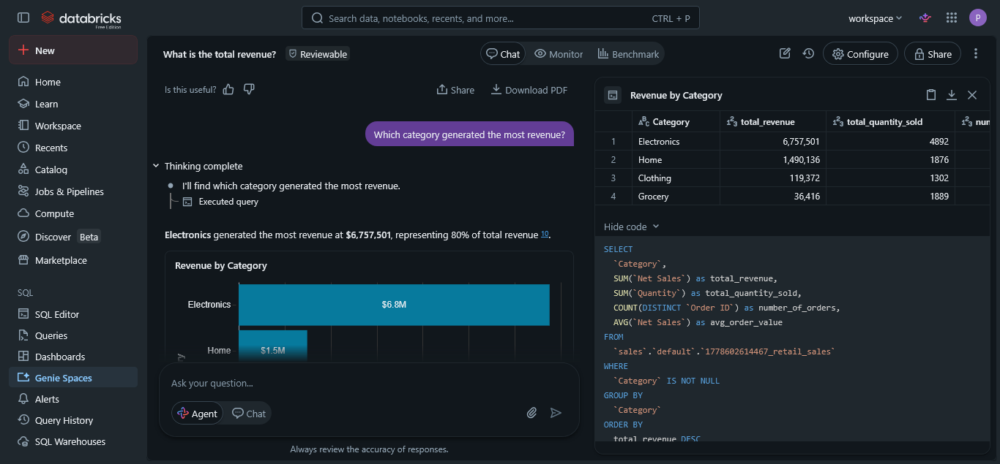 databricks
Free Edition
Search data, notebooks, recents, and more...
CTRL + P
workspace
P
New
Home
Learn
Workspace
Recents
Catalog
Jobs & Pipelines
Compute
Discover Beta
Marketplace
SQL
SQL Editor
Queries
Dashboards
Genie Spaces
Alerts
Query History
SQL Warehouses
What is the total revenue? Reviewable
Chat Monitor Benchmark
Configure Share
Is this useful?
Share Download PDF
Which category generated the most revenue?
Thinking complete
I'll find which category generated the most revenue.
Executed query
Electronics generated the most revenue at $6,757,501, representing 80% of total revenue 10.
Revenue by Category
Electronics $6.8M
Home $1.5M
Ask your question...
Agent Chat
Always review the accuracy of responses.
Revenue by Category
Category total_revenue total_quantity_sold num
1 Electronics 6,757,501 4892
2 Home 1,490,136 1876
3 Clothing 119,372 1302
4 Grocery 36,416 1889
Hide code
SELECT
`Category`,
SUM(`Net Sales`) as total_revenue,
SUM(`Quantity`) as total_quantity_sold,
COUNT(DISTINCT `Order ID`) as number_of_orders,
AVG(`Net Sales`) as avg_order_value
FROM
`sales`.`default`.`1778602614467_retail_sales`
WHERE
`Category` IS NOT NULL
GROUP BY
`Category`
ORDER BY
total_revenue DESC